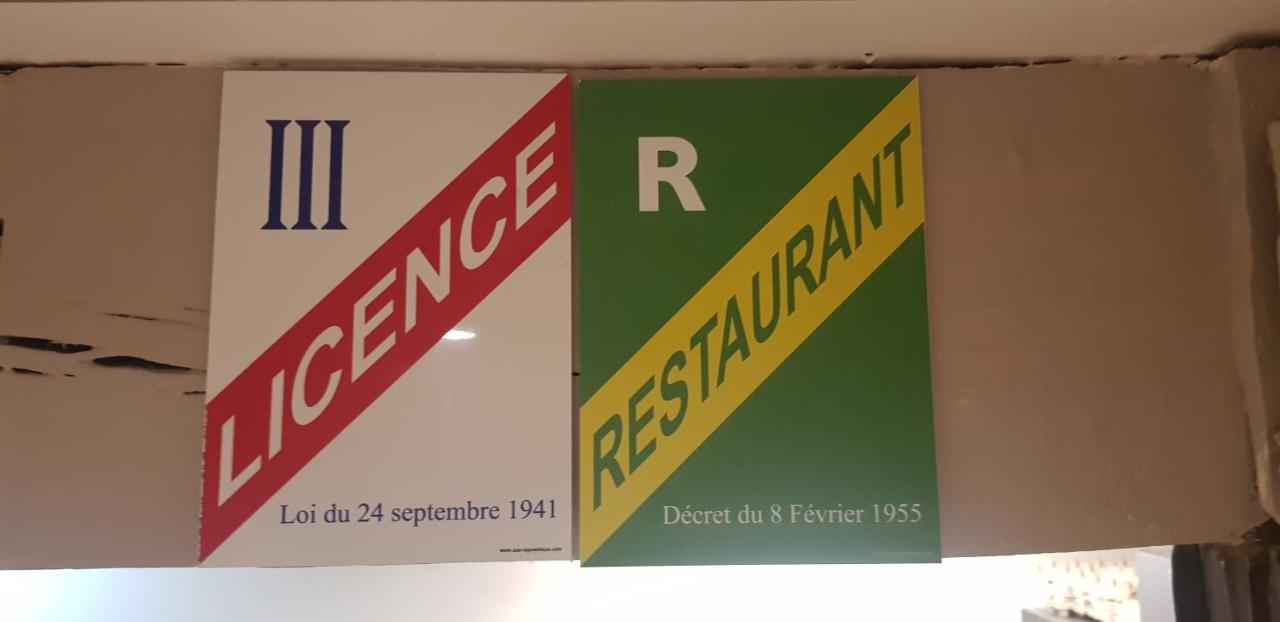 III
LICENCE
Loi du 24 septembre 1941
R
RESTAURANT
Décret du 8 Février 1955